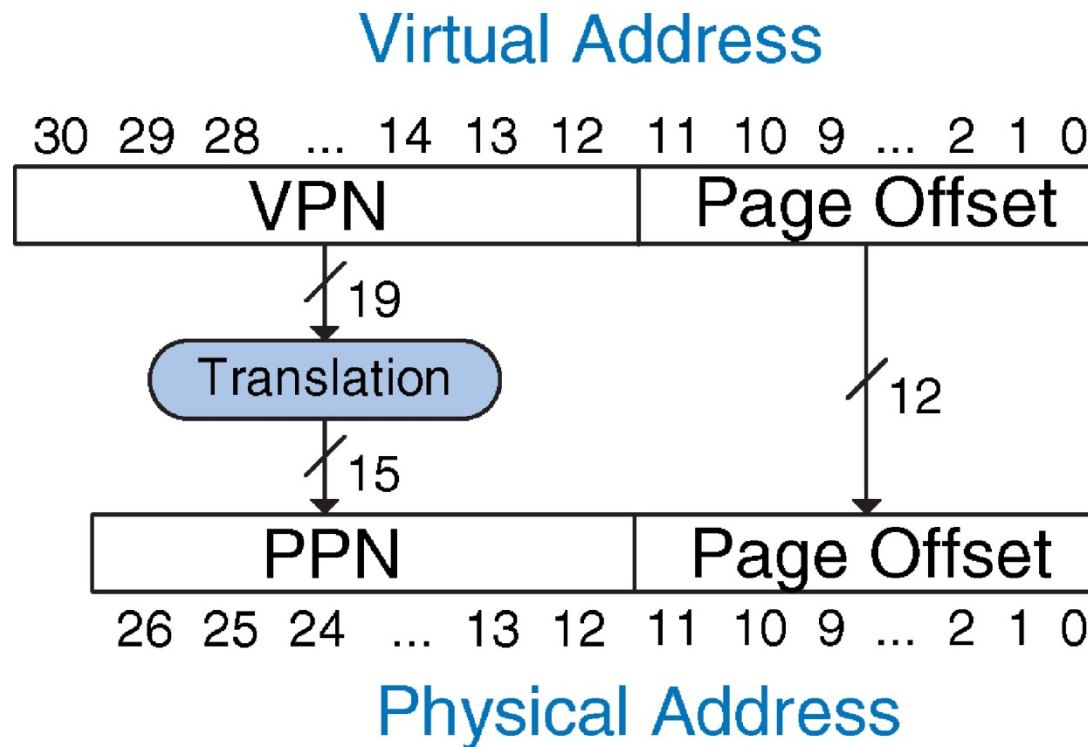 Virtual Address
30 29 28 ... 14 13 12 11 10 9 ... 2 1 0
VPN Page Offset
19
Translation
12
15
PPN Page Offset
26 25 24 ... 13 12 11 10 9 ... 2 1 0
Physical Address